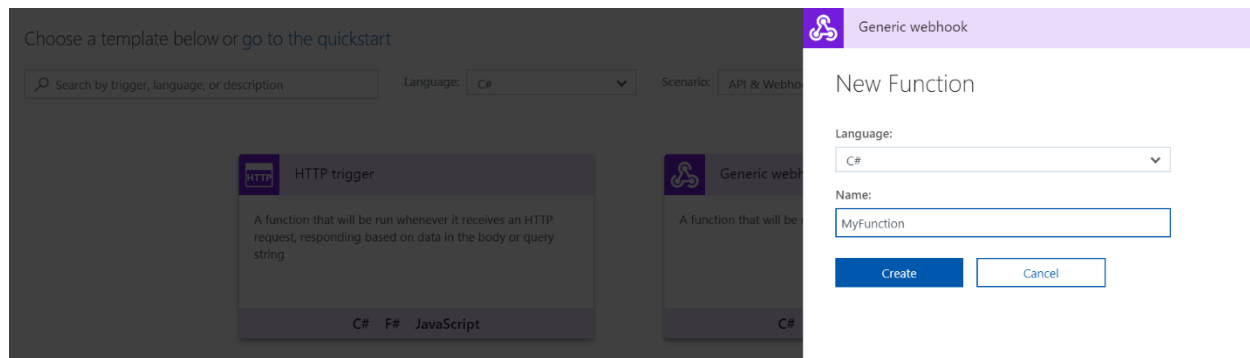 Choose a template below or go to the quickstart
Search by trigger, language, or description
Language: C#
Scenario: API & Webho
HTTP
HTTP trigger
A function that will be run whenever it receives an HTTP
request, responding based on data in the body or query
string
C# F# JavaScript
Generic webh
A function that will be
C#
Generic webhook
New Function
Language:
C#
Name:
MyFunction
Create Cancel